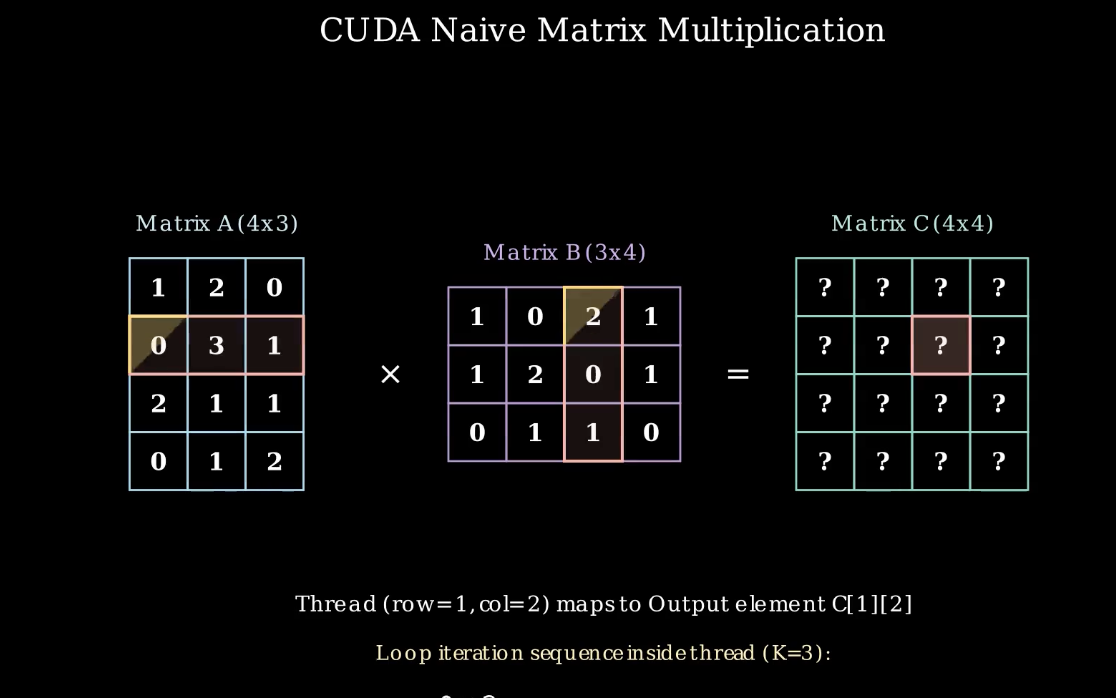 CUDA Naive Matrix Multiplication
Matrix A (4x3)
1 2 0
0 3 1
2 1 1
0 1 2
×
Matrix B (3x4)
1 0 2 1
1 2 0 1
0 1 1 0
=
Matrix C (4x4)
? ? ? ?
? ? ? ?
? ? ? ?
? ? ? ?
Thread (row=1, col=2) maps to Output element C[1][2]
Loop iteration sequence inside thread (K=3):